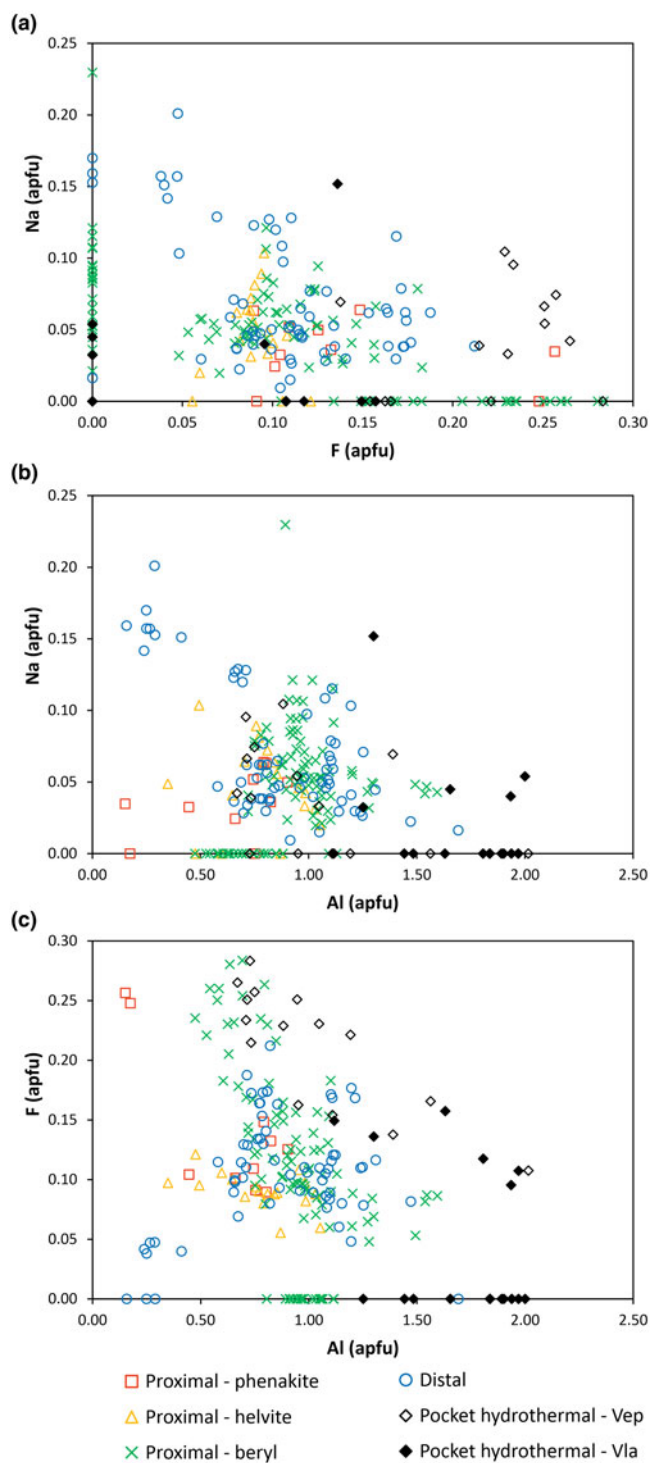 (a)
0.25
0.20
0.15
0.10
0.05
0.00
Na (apfu)
0.00 0.05 0.10 0.15 0.20 0.25 0.30
F (apfu)
(b)
0.25
0.20
0.15
0.10
0.05
0.00
Na (apfu)
0.00 0.50 1.00 1.50 2.00 2.50
Al (apfu)
(c)
0.30
0.25
0.20
0.15
0.10
0.05
0.00
F (apfu)
0.00 0.50 1.00 1.50 2.00 2.50
Al (apfu)
Proximal - phenakite Distal
Proximal - helvite Pocket hydrothermal - Vep
Proximal - beryl Pocket hydrothermal - Vla